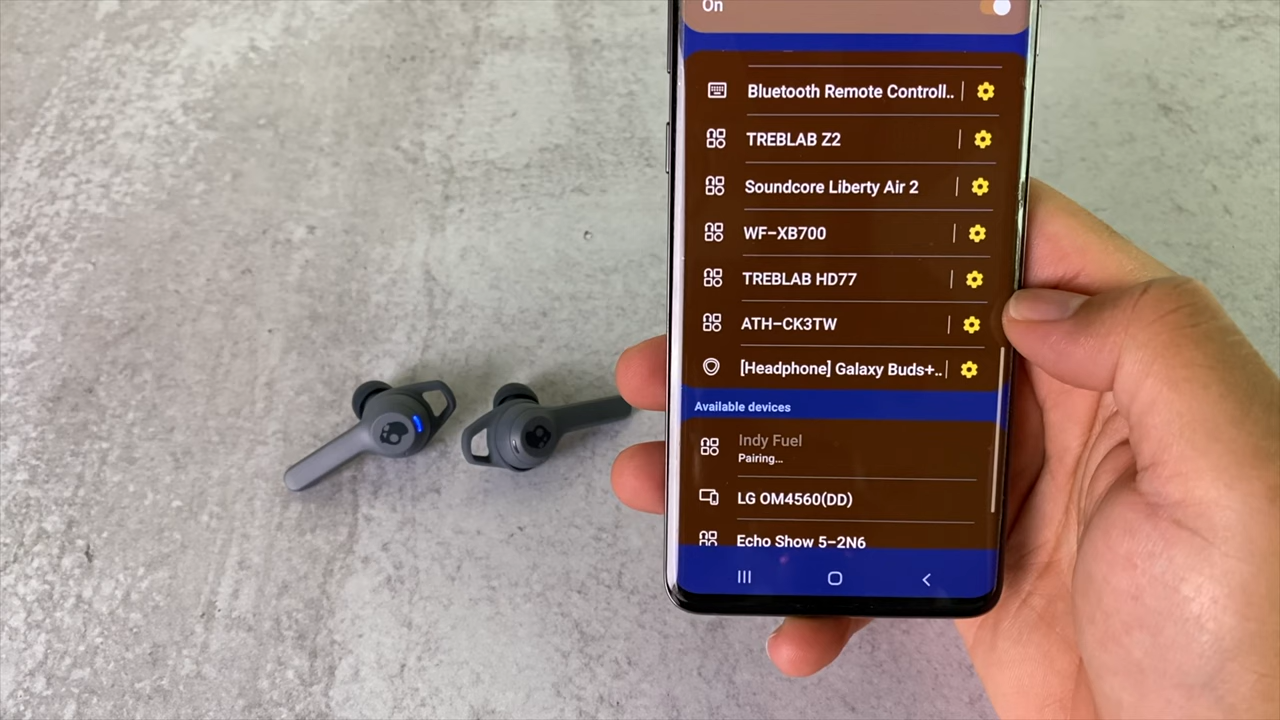 On
Bluetooth Remote Controll..
TREBLAB Z2
Soundcore Liberty Air 2
WF-XB700
TREBLAB HD77
ATH-CK3TW
[Headphone] Galaxy Buds+..
Available devices
Indy Fuel
Pairing...
LG OM4560(DD)
Echo Show 5-2N6